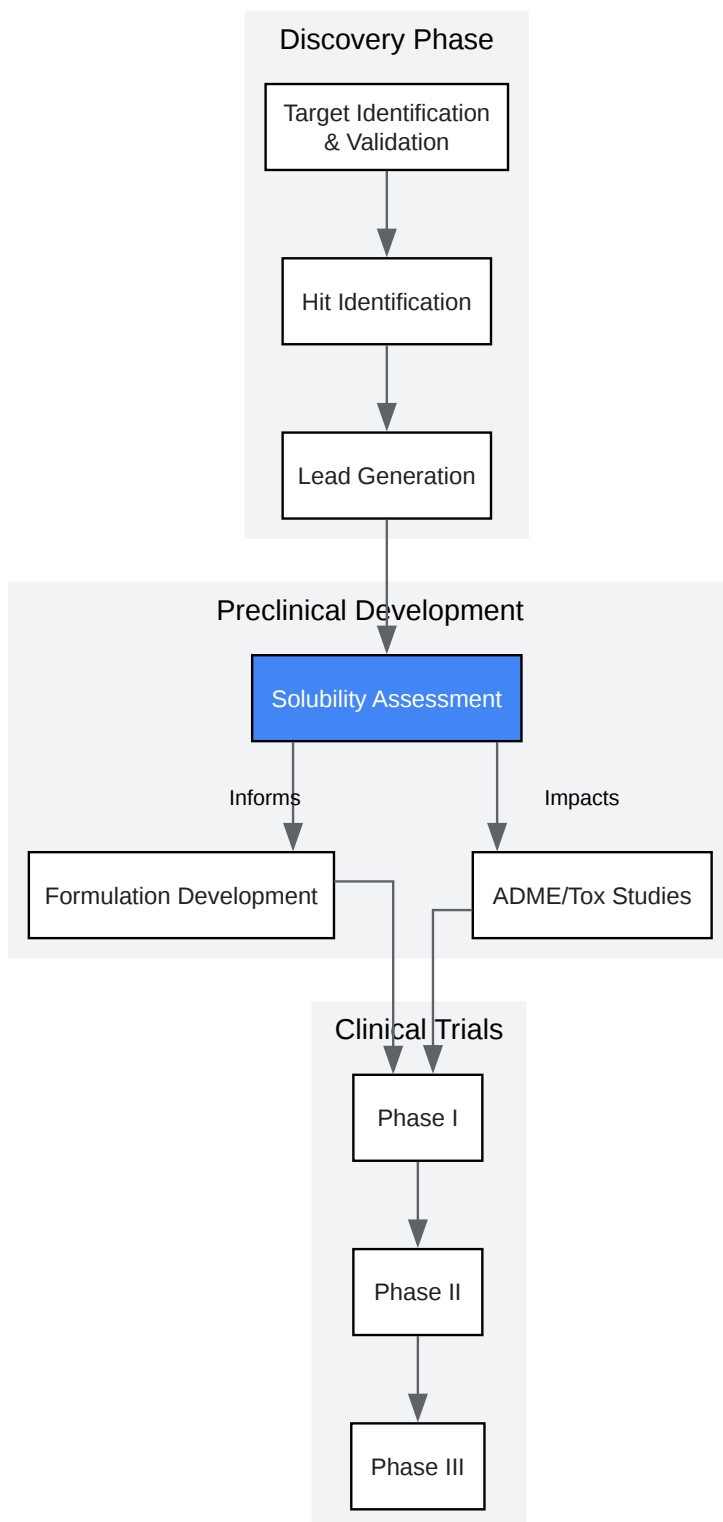 Discovery Phase
Target Identification
& Validation
Hit Identification
Lead Generation
Preclinical Development
Solubility Assessment
Informs
Impacts
Formulation Development
ADME/Tox Studies
Clinical Trials
Phase I
Phase II
Phase III